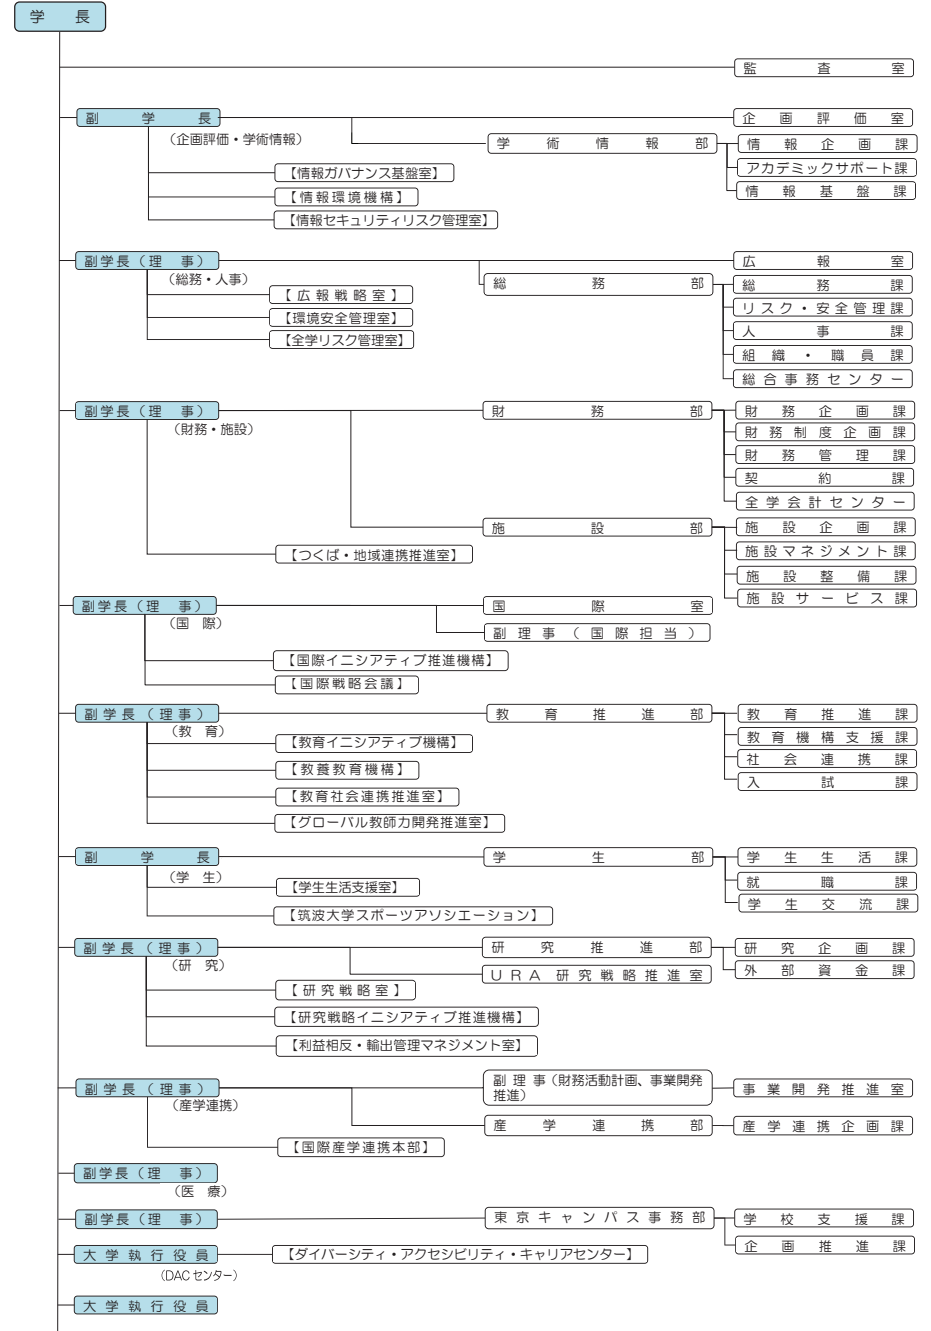 学　長
監査室
副学長
（企画評価・学術情報）
企画評価室
学術情報部
情報企画課
アカデミックサポート課
情報基盤課
【情報ガバナンス基盤室】
【情報環境機構】
【情報セキュリティリスク管理室】
副学長（理　事）
（総務・人事）
広報室
総務部
総務課
リスク・安全管理課
人事課
組織・職員課
総合事務センター
【広報戦略室】
【環境安全管理室】
【全学リスク管理室】
副学長（理　事）
（財務・施設）
財務部
財務企画課
財務制度企画課
財務管理課
契約課
全学会計センター
施設部
施設企画課
施設マネジメント課
施設整備課
施設サービス課
【つくば・地域連携推進室】
副学長（理　事）
（国　際）
国際室
副理事（国際担当）
【国際イニシアティブ推進機構】
【国際戦略会議】
副学長（理事）
（教　育）
教育推進部
教育推進課
教育機構支援課
社会連携課
入試課
【教育イニシアティブ機構】
【教養教育機構】
【教育社会連携推進室】
【グローバル教師力開発推進室】
副学長
（学　生）
学生部
学生生活課
就職課
学生交流課
【学生生活支援室】
【筑波大学スポーツアソシエーション】
副学長（理事）
（研　究）
研究推進部
研究企画課
外部資金課
ＵＲＡ研究戦略推進室
【研究戦略室】
【研究戦略イニシアティブ推進機構】
【利益相反・輸出管理マネジメント室】
副学長（理事）
（産学連携）
副理事（財務活動計画、事業開発
推進）
事業開発推進室
産学連携部
産学連携企画課
【国際産学連携本部】
副学長（理　事）
（医　療）
副学長（理　事）
東京キャンパス事務部
学校支援課
企画推進課
大学執行役員
（DACセンター）
【ダイバーシティ・アクセシビリティ・キャリアセンター】
大学執行役員